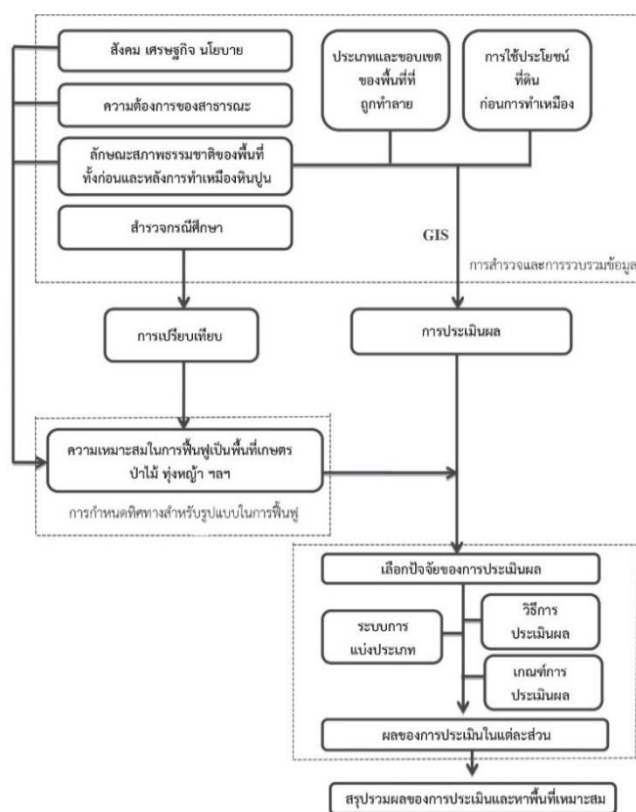 สังคม เศรษฐกิจ นโยบาย
ความต้องการของสาธารณะ
ลักษณะสภาพธรรมชาติของพื้นที่
ทั้งก่อนและหลังการทำเหมืองหินปูน
สำรวจกรณีศึกษา
ประเภทและขอบเขต
ของพื้นที่ที่
ถูกทำลาย
การใช้ประโยชน์
ที่ดิน
ก่อนการทำเหมือง
GIS
การสำรวจและการรวบรวมข้อมูล
การเปรียบเทียบ
การประเมินผล
ความเหมาะสมในการฟื้นฟูเป็นพื้นที่เกษตร
ป่าไม้ ทุ่งหญ้า ฯลฯ
การกำหนดทิศทางสำหรับรูปแบบในการฟื้นฟู
เลือกปัจจัยของการประเมินผล
ระบบการ
แบ่งประเภท
วิธีการ
ประเมินผล
เกณฑ์การ
ประเมินผล
ผลของการประเมินในแต่ละส่วน
สรุปรวมผลของการประเมินและหาพื้นที่เหมาะสม